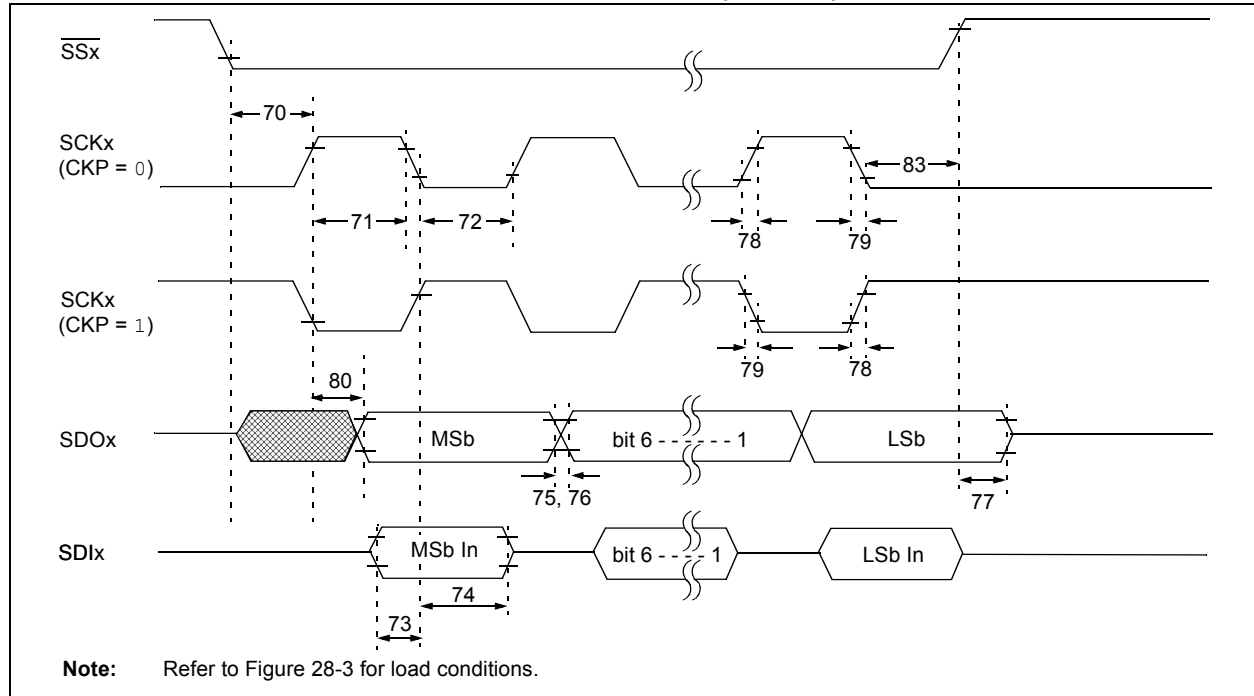 SSx
70
SCKx
(CKP = 0)
83
71
72
78
79
SCKx
(CKP = 1)
79
78
80
SDOx
MSb
bit 6 - - - - - - 1
LSb
75, 76
77
SDIx
MSb In
bit 6 - - - - 1
LSb In
74
73
Note: Refer to Figure 28-3 for load conditions.